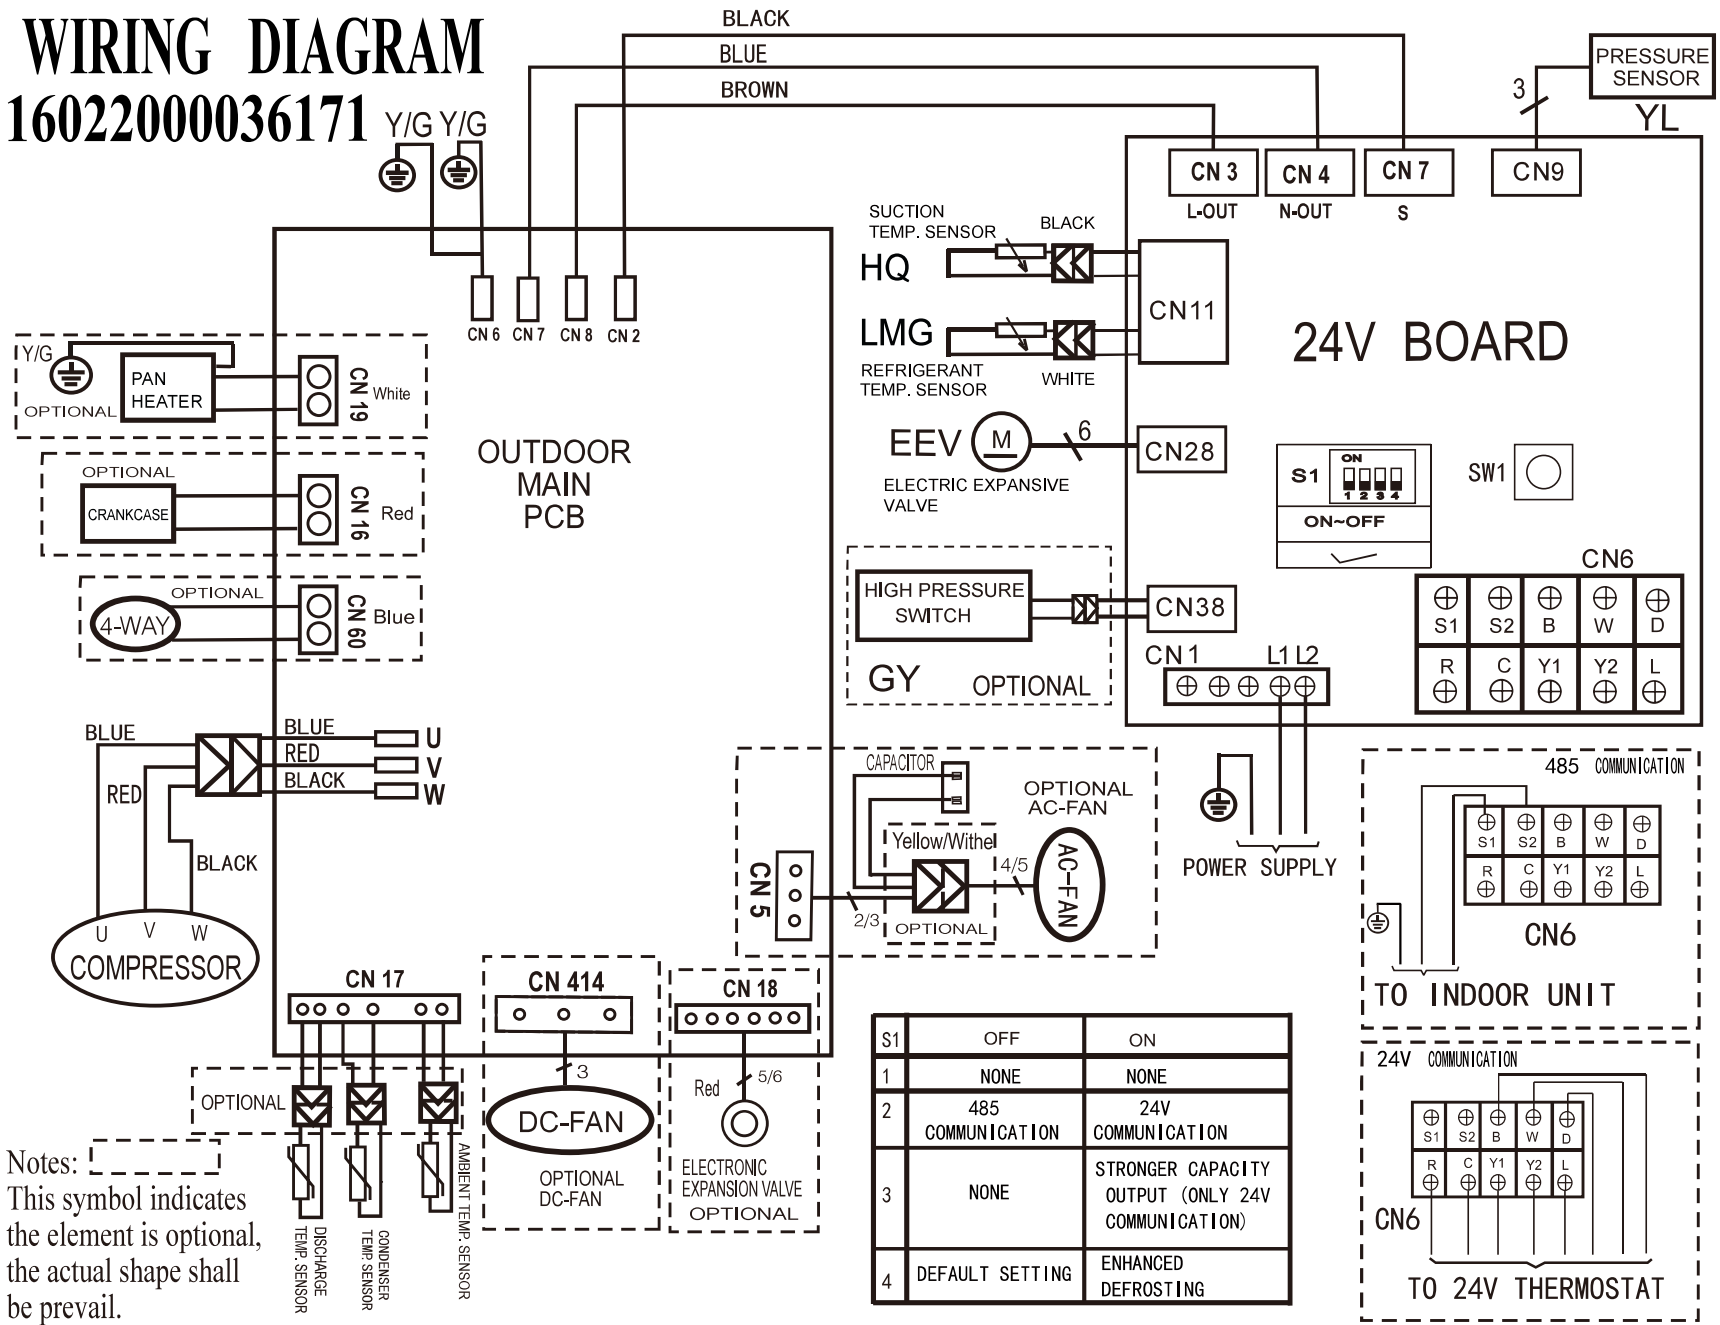 WIRING DIAGRAM
16022000036171
Y/G Y/G
BLACK
BLUE
BROWN
PRESSURE
SENSOR
YL
3
CN 3
CN 4
CN 7
CN9
L-OUT
N-OUT
S
SUCTION
TEMP. SENSOR
BLACK
HQ
CN11
LMG
REFRIGERANT
TEMP. SENSOR
WHITE
24V BOARD
EEV
M
6
CN28
ELECTRIC EXPANSIVE
VALVE
S1
ON
1 2 3 4
ON~OFF
SW1
HIGH PRESSURE
SWITCH
CN38
GY
OPTIONAL
CN1
L1 L2
CN6
S1 S2 B W D
R C Y1 Y2 L
POWER SUPPLY
CN 6
CN 7
CN 8
CN 2
OUTDOOR
MAIN
PCB
Y/G
PAN
HEATER
OPTIONAL
CN 19
White
OPTIONAL
CRANKCASE
CN 16
Red
OPTIONAL
4-WAY
CN 60
Blue
BLUE
RED
BLACK
BLUE
RED
BLACK
U
V
W
U V W
COMPRESSOR
CAPACITOR
OPTIONAL
AC-FAN
Yellow/Withe
4/5
AC-FAN
CN 5
2/3
OPTIONAL
CN 17
CN 414
CN 18
OPTIONAL
3
DC-FAN
OPTIONAL
DC-FAN
Red
5/6
ELECTRONIC
EXPANSION VALVE
OPTIONAL
DISCHARGE
TEMP. SENSOR
CONDENSER
TEMP. SENSOR
AMBIENT TEMP. SENSOR
Notes:
This symbol indicates
the element is optional,
the actual shape shall
be prevail.
S1 OFF ON
1 NONE NONE
2 485 COMMUNICATION 24V COMMUNICATION
3 NONE STRONGER CAPACITY OUTPUT (ONLY 24V COMMUNICATION)
4 DEFAULT SETTING ENHANCED DEFROSTING
485 COMMUNICATION
S1 S2 B W D
R C Y1 Y2 L
CN6
TO INDOOR UNIT
24V COMMUNICATION
S1 S2 B W D
R C Y1 Y2 L
CN6
TO 24V THERMOSTAT